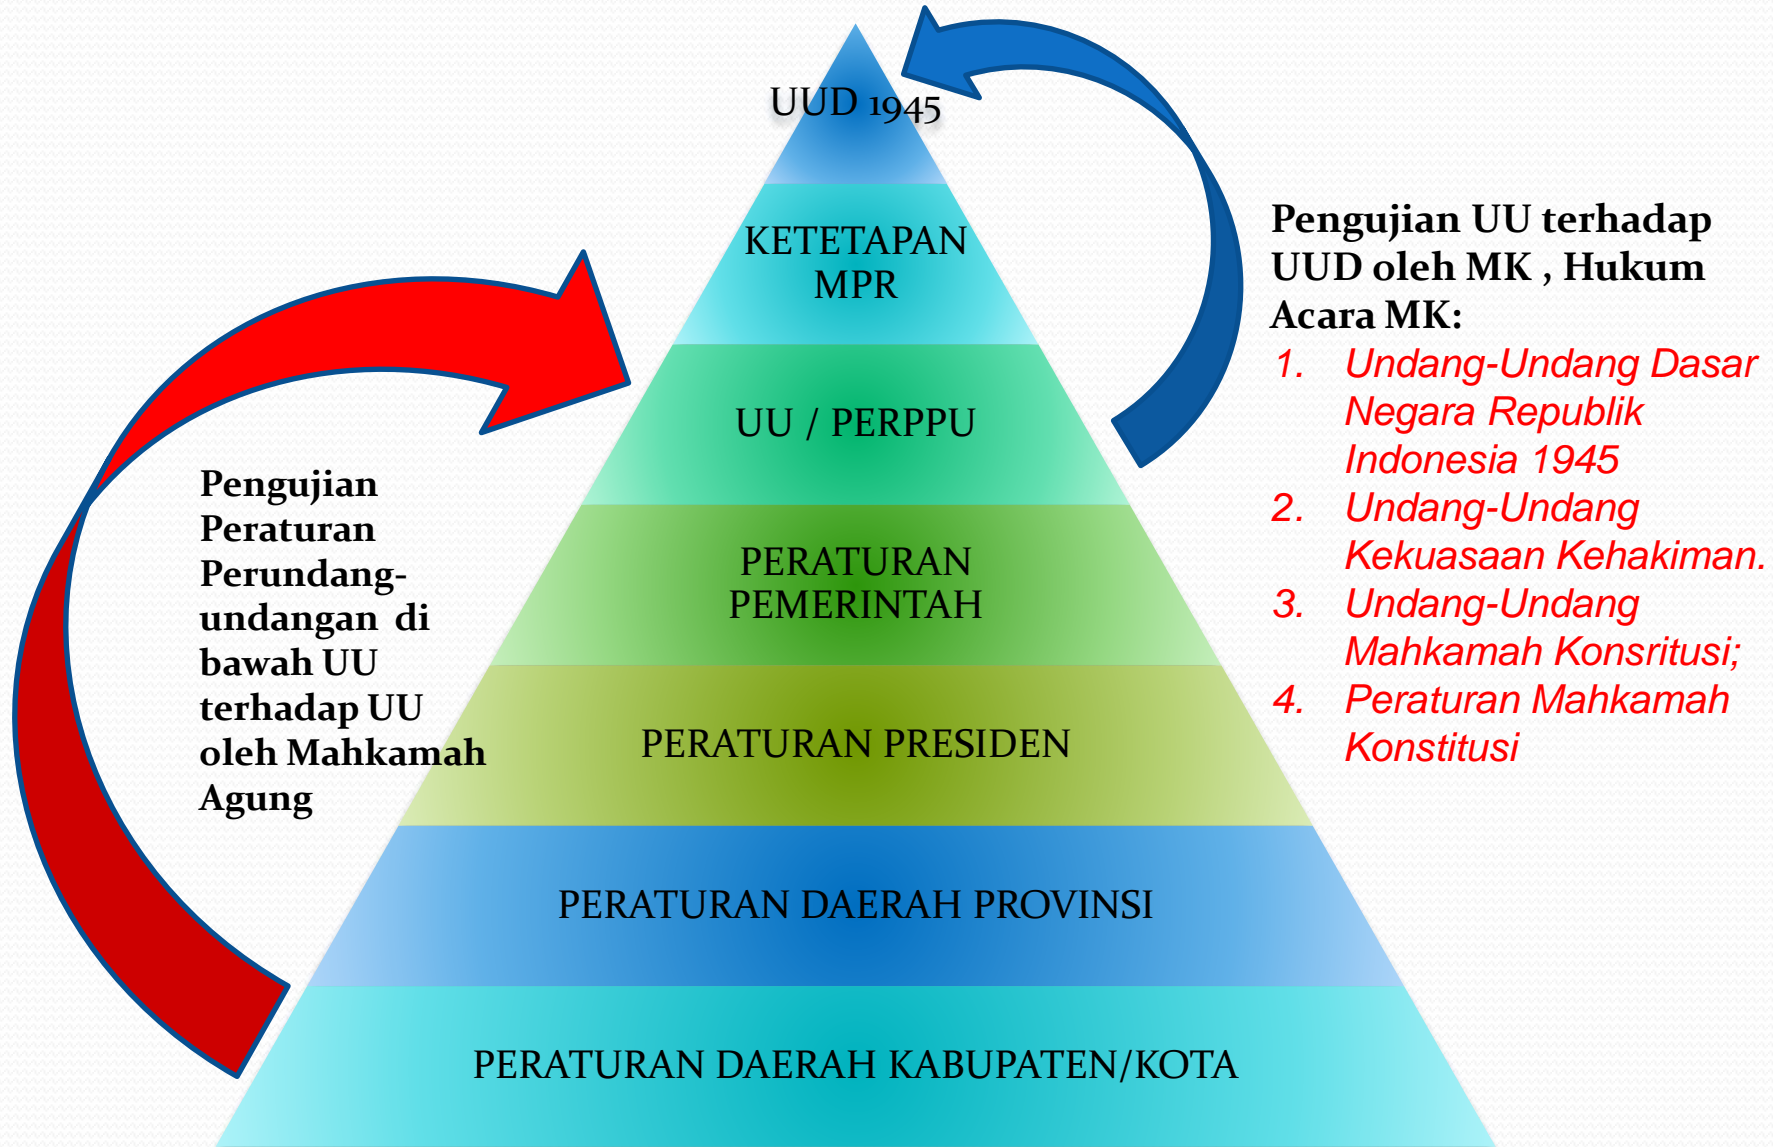 UUD 1945
KETETAPAN
MPR
UU / PERPPU
PERATURAN
PEMERINTAH
PERATURAN PRESIDEN
PERATURAN DAERAH PROVINSI
PERATURAN DAERAH KABUPATEN/KOTA
Pengujian
Peraturan
Perundang-
undangan di
bawah UU
terhadap UU
oleh Mahkamah
Agung
Pengujian UU terhadap
UUD oleh MK , Hukum
Acara MK:
1. Undang-Undang Dasar
Negara Republik
Indonesia 1945
2. Undang-Undang
Kekuasaan Kehakiman.
3. Undang-Undang
Mahkamah Konsritusi;
4. Peraturan Mahkamah
Konstitusi